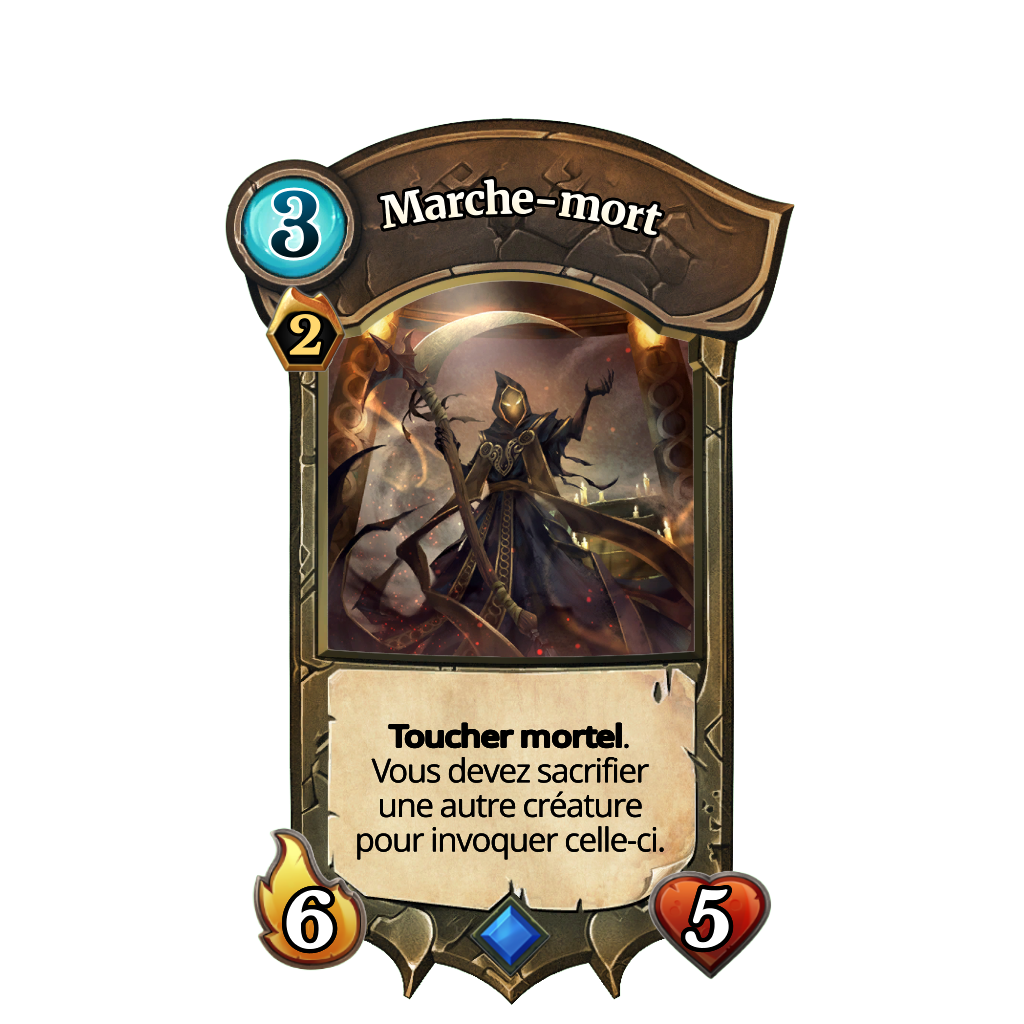 3
Marche-mort
2
Toucher mortel.
Vous devez sacrifier
une autre créature
pour invoquer celle-ci.
6
5